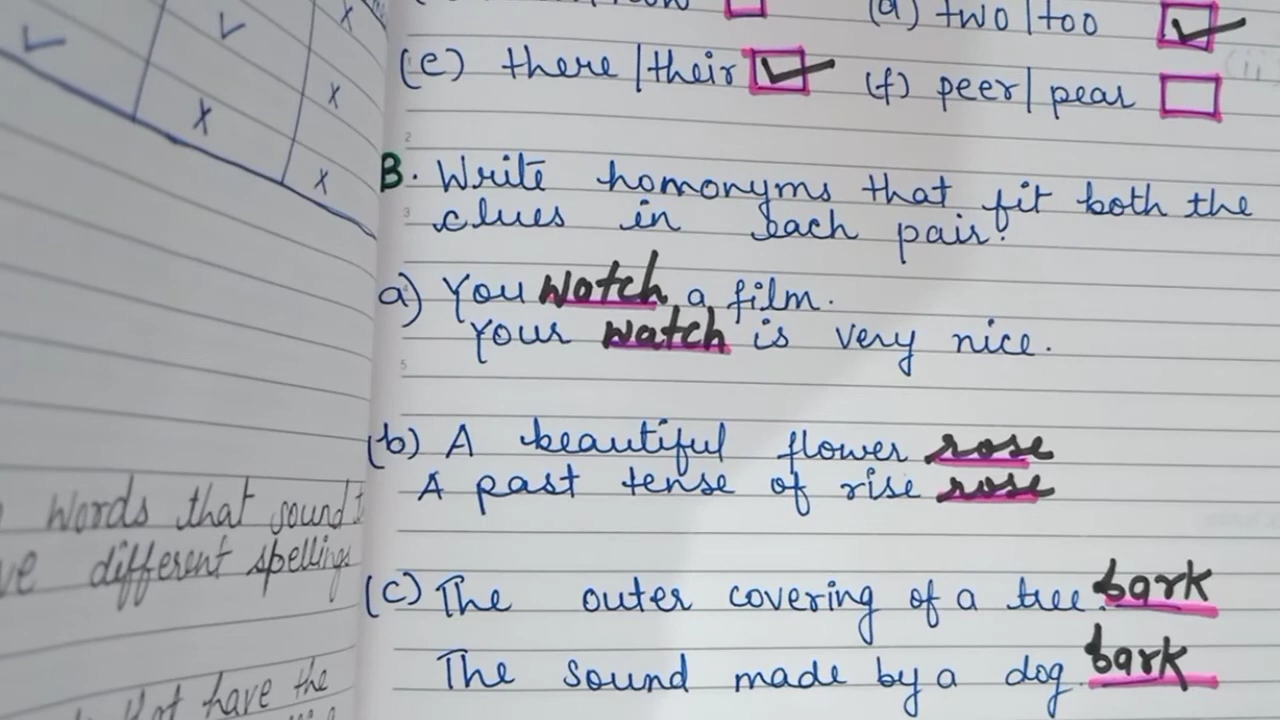 (d) two/too
(e) there/their (f) peer/pear
B. Write homonyms that fit both the
clues in each pair.
a) You watch a film.
Your watch is very nice.
(b) A beautiful flower rose
A past tense of rise rose
(c) The outer covering of a tree. bark
The sound made by a dog. bark
Words that sound
different spellings
have the